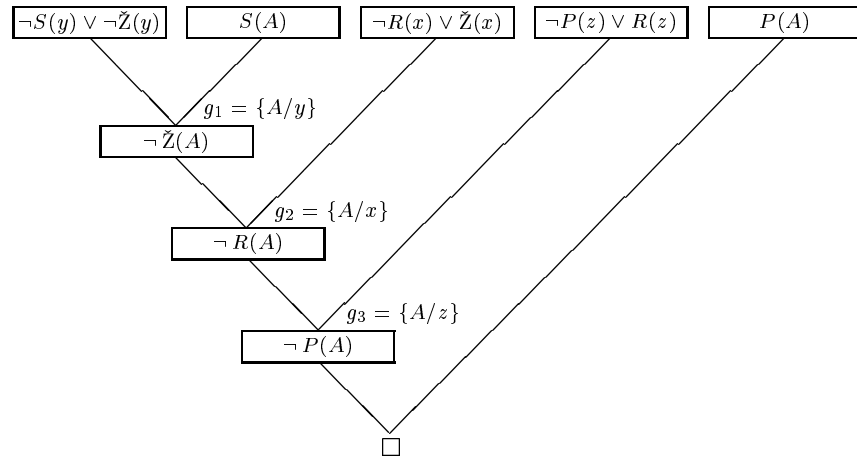 ¬S(y) ∨ ¬Ž(y) S(A) ¬R(x) ∨ Ž(x) ¬P(z) ∨ R(z) P(A)
g₁ = {A/y}
¬ Ž(A)
g₂ = {A/x}
¬ R(A)
g₃ = {A/z}
¬ P(A)
□